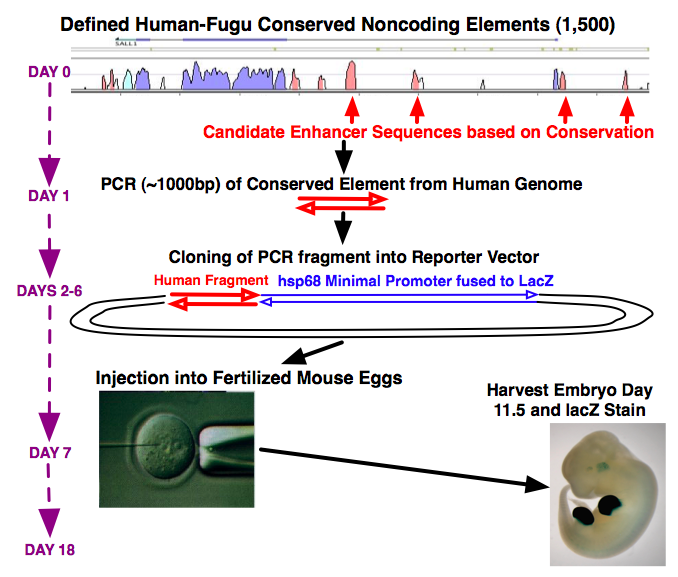 Defined Human-Fugu Conserved Noncoding Elements (1,500)
SALL1
DAY 0
Candidate Enhancer Sequences based on Conservation
PCR (~1000bp) of Conserved Element from Human Genome
DAY 1
Cloning of PCR fragment into Reporter Vector
Human Fragment
hsp68 Minimal Promoter fused to LacZ
DAYS 2-6
Injection into Fertilized Mouse Eggs
Harvest Embryo Day
11.5 and lacZ Stain
DAY 7
DAY 18